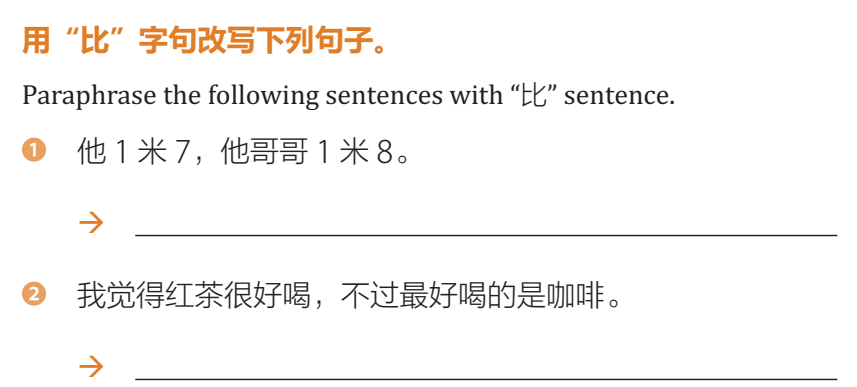 用“比”字句改写下列句子。
Paraphrase the following sentences with “比” sentence.
❶ 他 1 米 7，他哥哥 1 米 8。
→
❷ 我觉得红茶很好喝，不过最好喝的是咖啡。
→